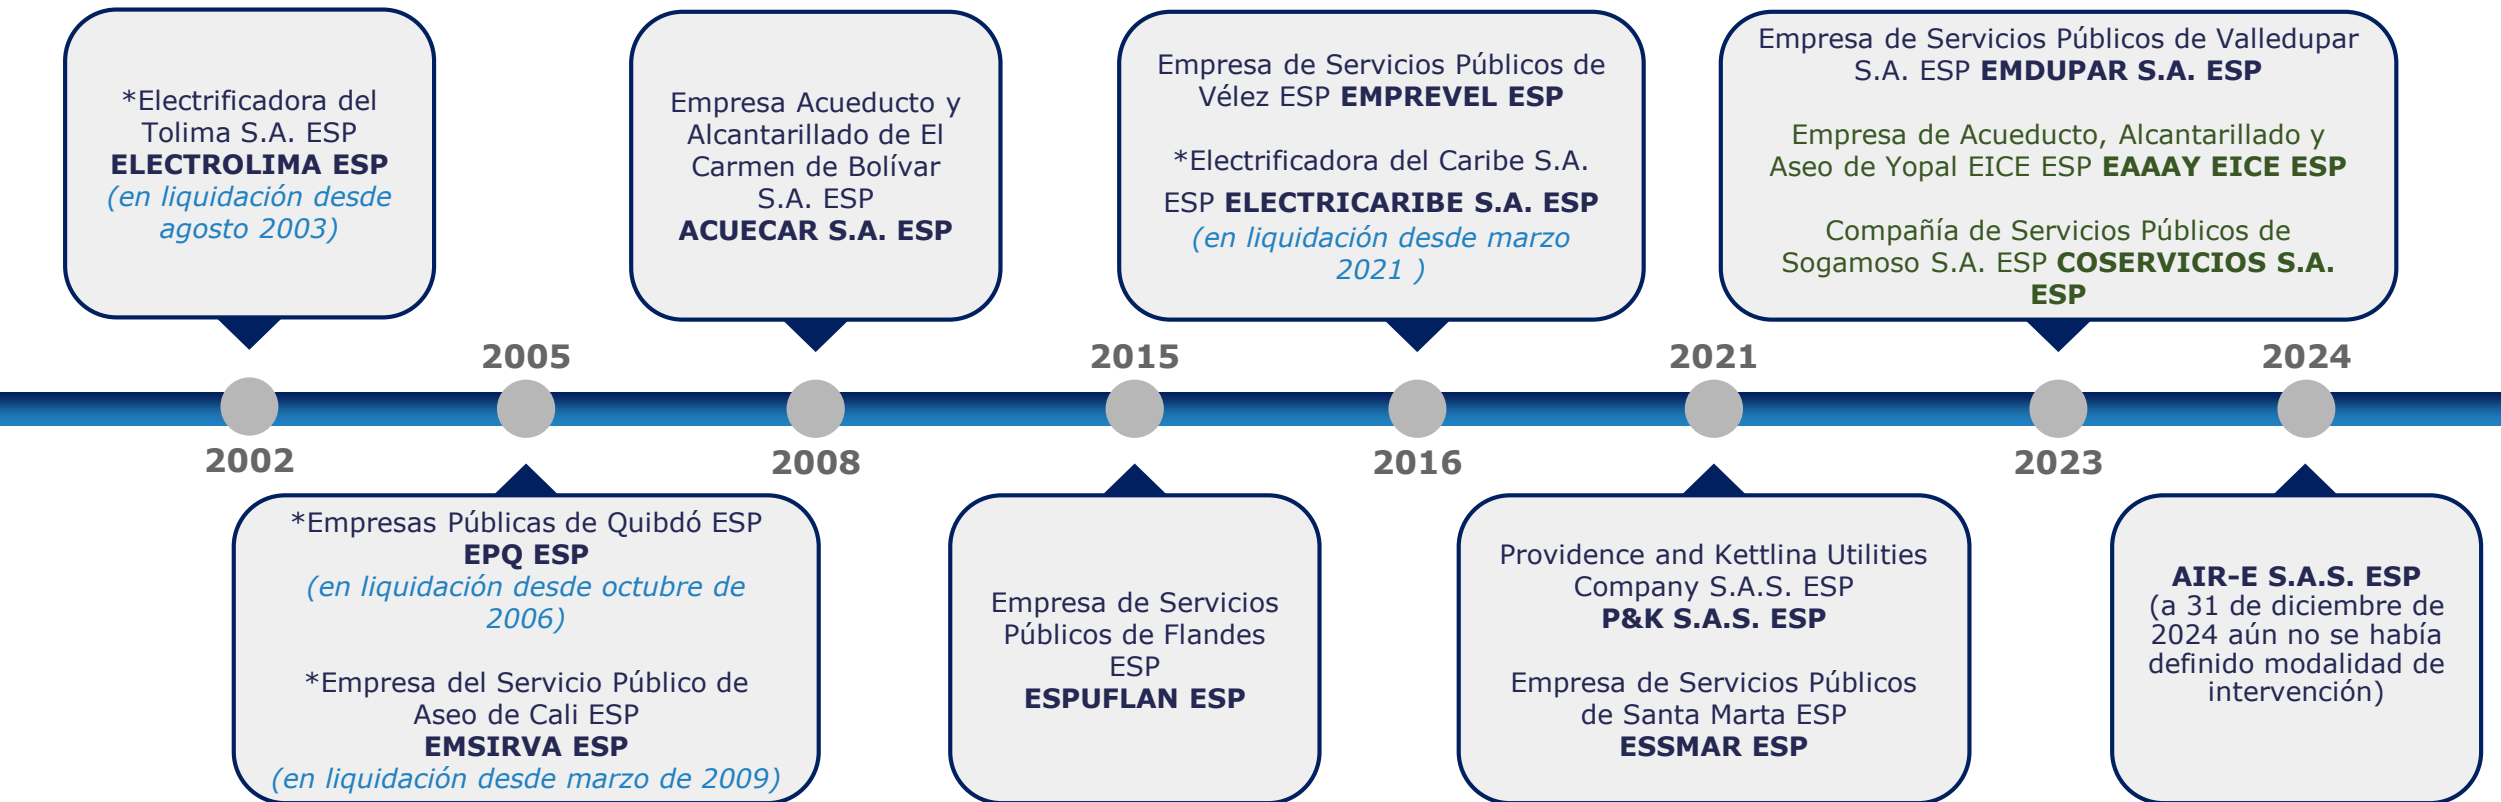 *Electrificadora del
Tolima S.A. ESP
ELECTROLIMA ESP
(en liquidación desde
agosto 2003)
2002
2005
*Empresas Públicas de Quibdó ESP
EPQ ESP
(en liquidación desde octubre de
2006)
*Empresa del Servicio Público de
Aseo de Cali ESP
EMSIRVA ESP
(en liquidación desde marzo de 2009)
Empresa Acueducto y
Alcantarillado de El
Carmen de Bolívar
S.A. ESP
ACUECAR S.A. ESP
2008
2015
Empresa de Servicios
Públicos de Flandes
ESP
ESPUFLAN ESP
Empresa de Servicios Públicos de
Vélez ESP EMPREVEL ESP
*Electrificadora del Caribe S.A.
ESP ELECTRICARIBE S.A. ESP
(en liquidación desde marzo
2021 )
2016
2021
Providence and Kettlina Utilities
Company S.A.S. ESP
P&K S.A.S. ESP
Empresa de Servicios Públicos
de Santa Marta ESP
ESSMAR ESP
Empresa de Servicios Públicos de Valledupar
S.A. ESP EMDUPAR S.A. ESP
Empresa de Acueducto, Alcantarillado y
Aseo de Yopal EICE ESP EAAAY EICE ESP
Compañía de Servicios Públicos de
Sogamoso S.A. ESP COSERVICIOS S.A.
ESP
2023
2024
AIR-E S.A.S. ESP
(a 31 de diciembre de
2024 aún no se había
definido modalidad de
intervención)